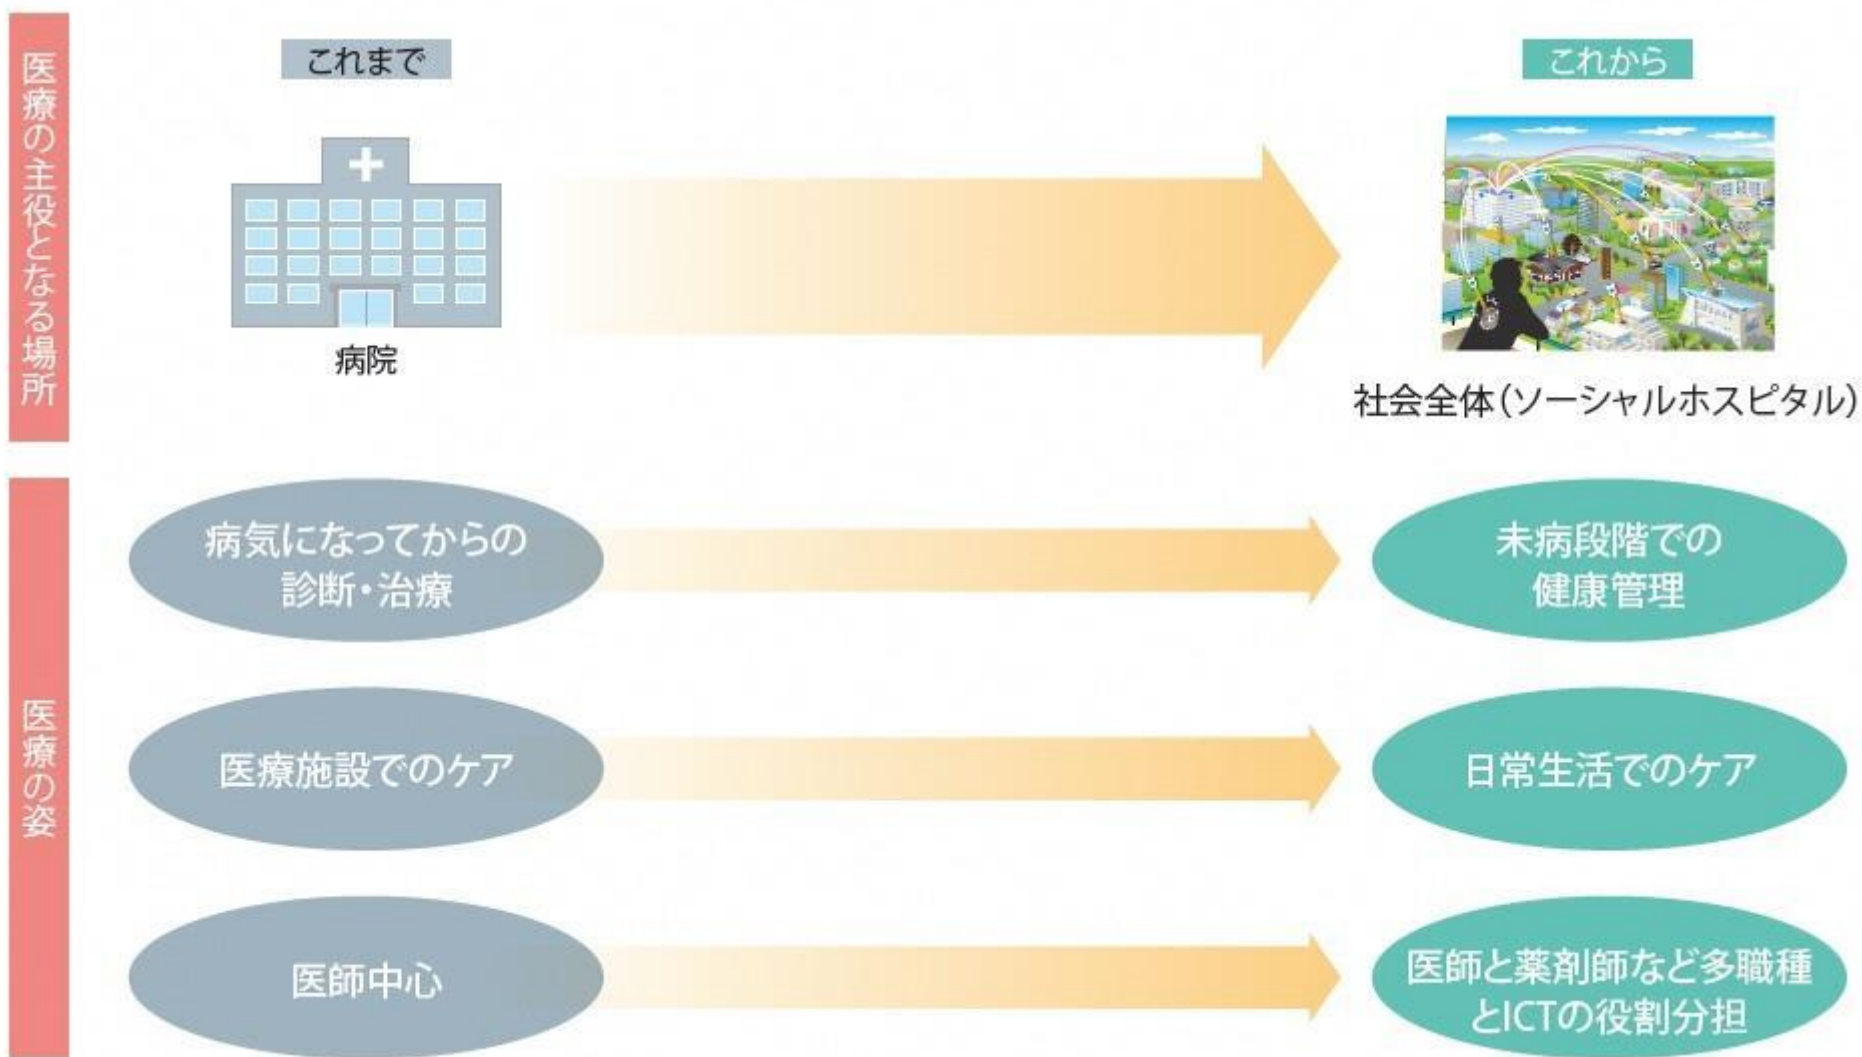 医療の主役となる場所
これまで
これから
病院
社会全体(ソーシャルホスピタル)
医療の姿
病気になってからの
診断・治療
未病段階での
健康管理
医療施設でのケア
日常生活でのケア
医師中心
医師と薬剤師など多職種
とICTの役割分担